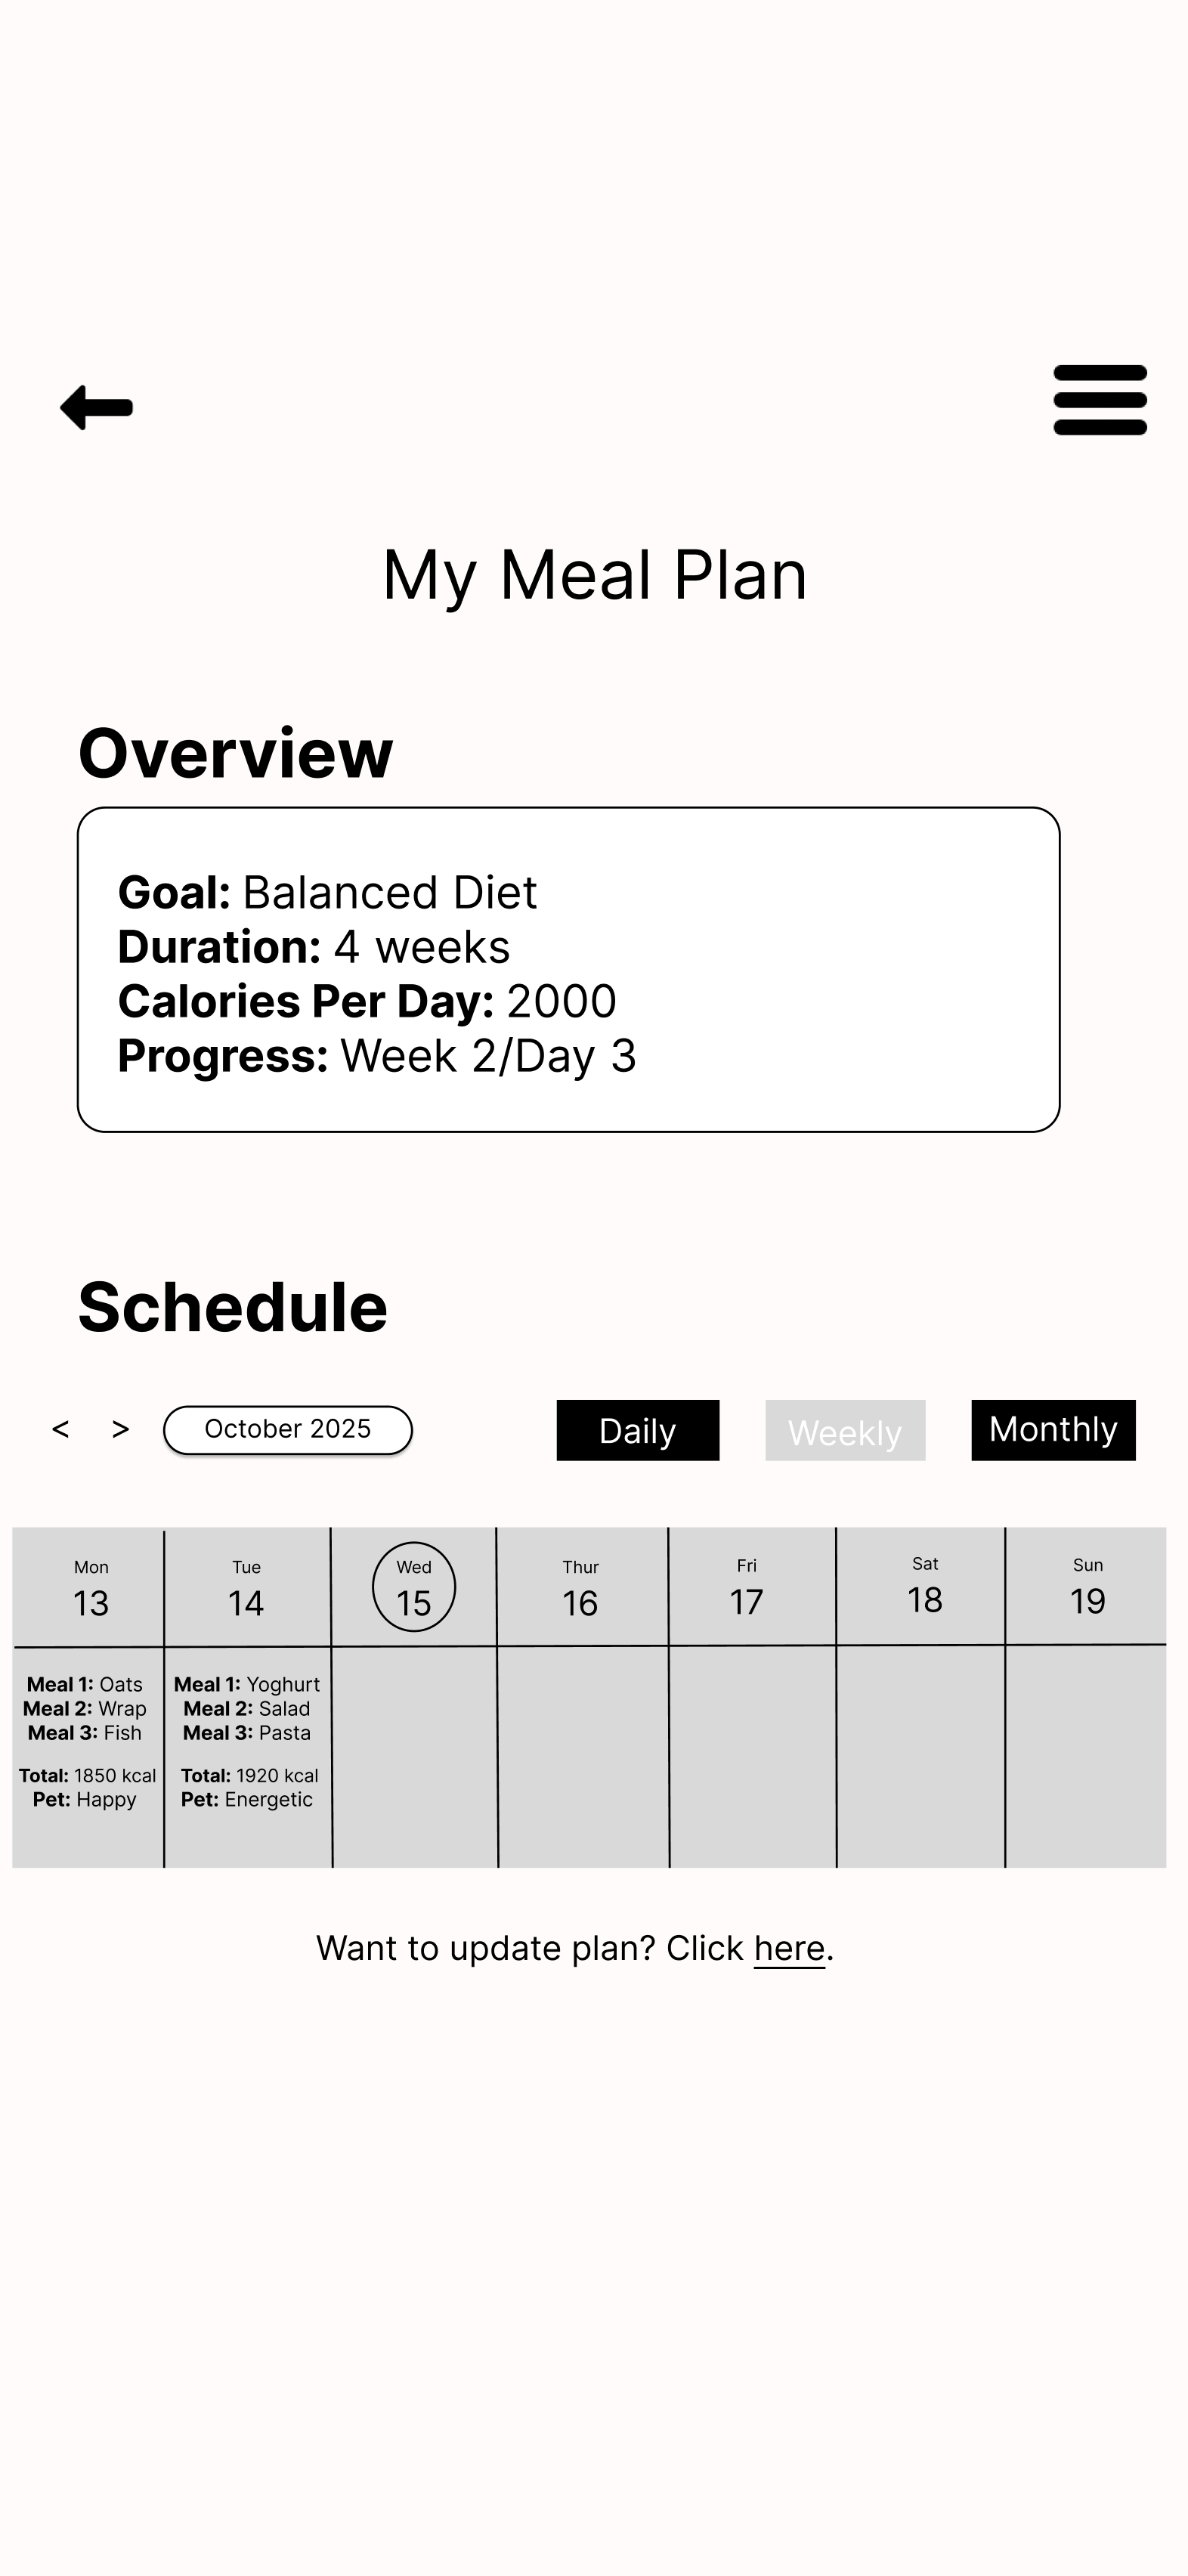 My Meal Plan
Overview
Goal: Balanced Diet
Duration: 4 weeks
Calories Per Day: 2000
Progress: Week 2/Day 3
Schedule
< > October 2025 Daily Weekly Monthly
Mon Tue Wed Thur Fri Sat Sun
13 14 15 16 17 18 19
Meal 1: Oats
Meal 2: Wrap
Meal 3: Fish
Total: 1850 kcal
Pet: Happy
Meal 1: Yoghurt
Meal 2: Salad
Meal 3: Pasta
Total: 1920 kcal
Pet: Energetic
Want to update plan? Click here.